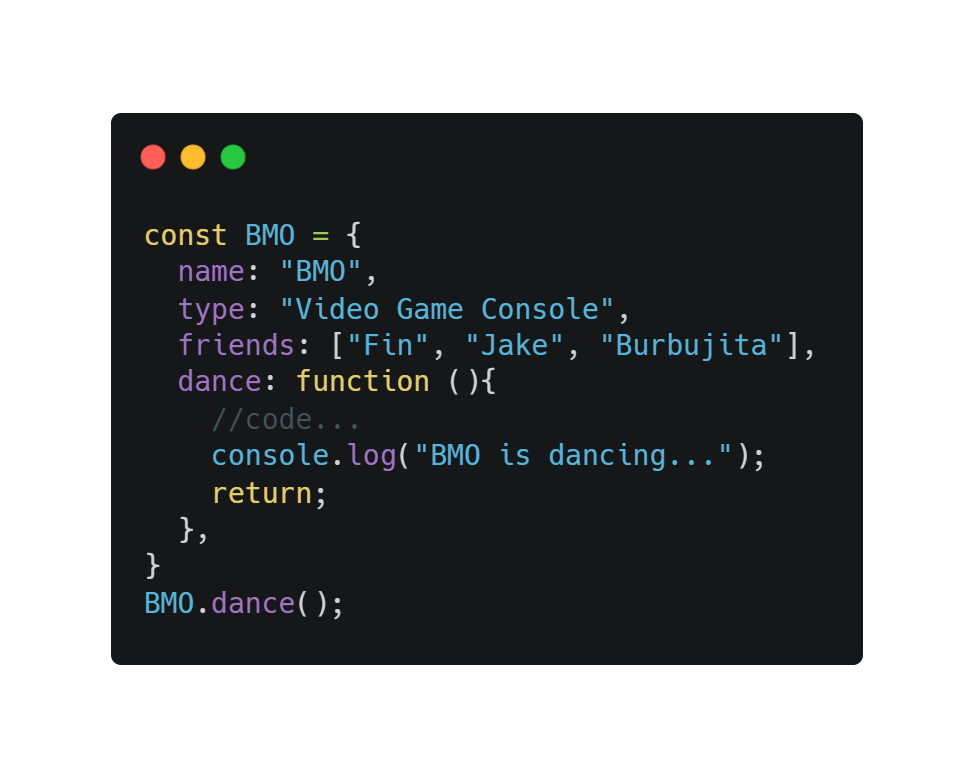 const BMO = {
  name: "BMO",
  type: "Video Game Console",
  friends: ["Fin", "Jake", "Burbujita"],
  dance: function (){
    //code...
    console.log("BMO is dancing...");
    return;
  },
}
BMO.dance();